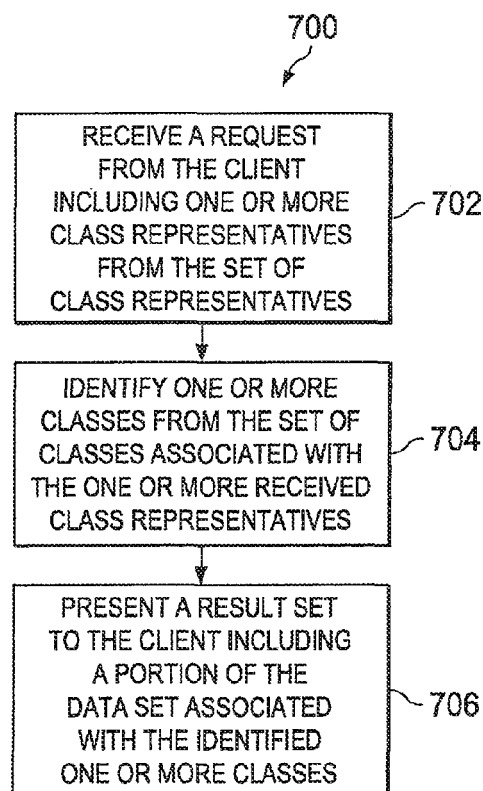 700
RECEIVE A REQUEST
FROM THE CLIENT
INCLUDING ONE OR MORE
CLASS REPRESENTATIVES
FROM THE SET OF
CLASS REPRESENTATIVES
702
IDENTIFY ONE OR MORE
CLASSES FROM THE SET OF
CLASSES ASSOCIATED WITH
THE ONE OR MORE RECEIVED
CLASS REPRESENTATIVES
704
PRESENT A RESULT SET
TO THE CLIENT INCLUDING
A PORTION OF THE
DATA SET ASSOCIATED
WITH THE IDENTIFIED
ONE OR MORE CLASSES
706